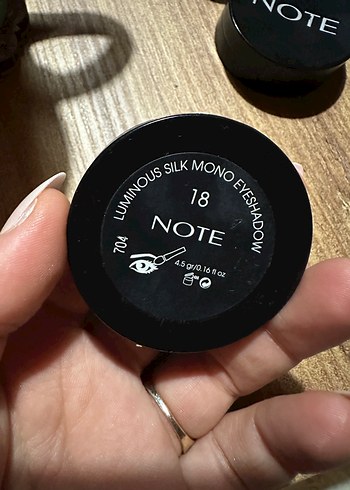 NOTE
LUMINOUS SILK MONO EYESHADOW
18
NOTE
704
4.5 gr/0.16 fl oz